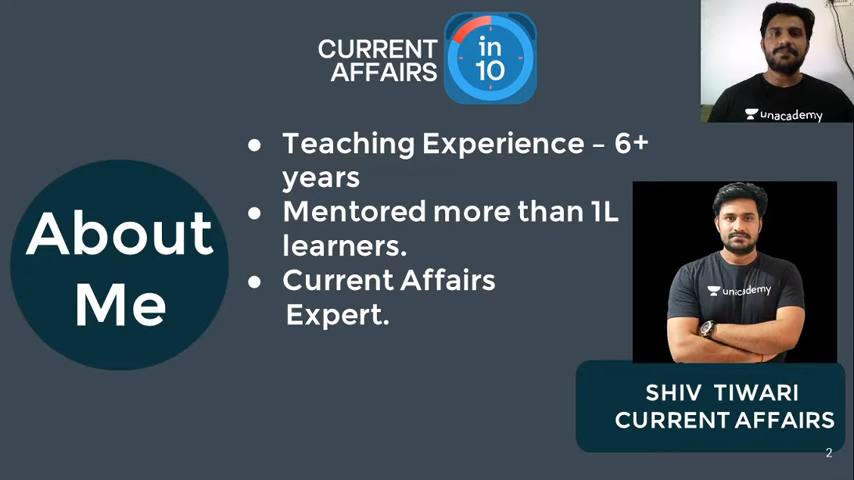 CURRENT
AFFAIRS
in
10
unacademy
● Teaching Experience – 6+
years
● Mentored more than 1L
learners.
● Current Affairs
Expert.
About
Me
unacademy
SHIV TIWARI
CURRENT AFFAIRS
2